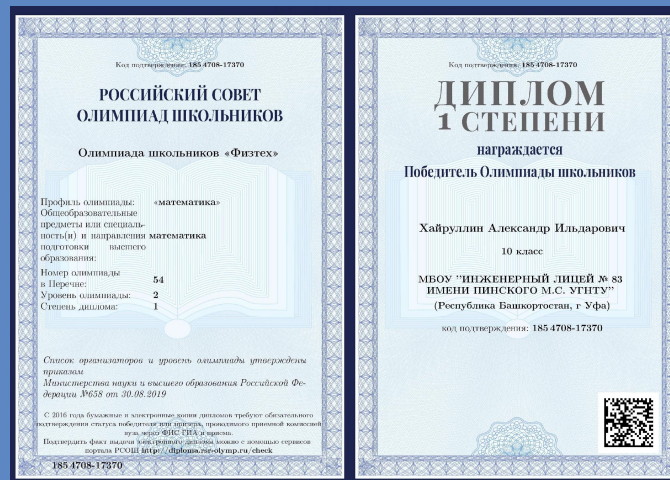 Код подтверждения: 185 4708-17370
РОССИЙСКИЙ СОВЕТ
ОЛИМПИАД ШКОЛЬНИКОВ
Олимпиада школьников «Физтех»
Профиль олимпиады: «математика»
Общеобразовательные
предметы или специаль-
ность(и) и направления математика
подготовки высшего
образования:
Номер олимпиады
в Перечне: 54
Уровень олимпиады: 2
Степень диплома: 1
Список организаторов и уровень олимпиады утверждены
приказом
Министерства науки и высшего образования Российской Фе-
дерации №658 от 30.08.2019
С 2016 года бумажные и электронные копии дипломов требуют обязательного
подтверждения статуса победителя или призера, проводимого приемной комиссией
вуза через ФИС ГИА и приема.
Подтвердить факт выдачи электронного диплома можно с помощью сервисов
портала РСОШ http://diploma.rsr-olymp.ru/check
185 4708-17370
Код подтверждения: 185 4708-17370
ДИПЛОМ
1 СТЕПЕНИ
награждается
Победитель Олимпиады школьников
Хайруллин Александр Ильдарович
10 класс
МБОУ "ИНЖЕНЕРНЫЙ ЛИЦЕЙ № 83
ИМЕНИ ПИНСКОГО М.С. УГНТУ"
(Республика Башкортостан, г Уфа)
код подтверждения: 185 4708-17370